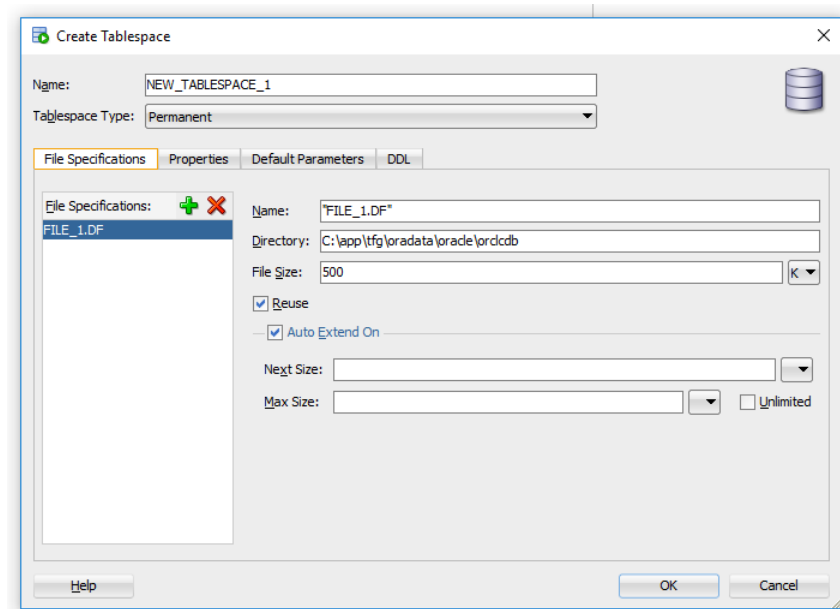 Create Tablespace
Name: NEW_TABLESPACE_1
Tablespace Type: Permanent
File Specifications Properties Default Parameters DDL
File Specifications:
FILE_1.DF
Name: "FILE_1.DF"
Directory: C:\app\tfg\oradata\oracle\orclcdb
File Size: 500 K
Reuse
Auto Extend On
Next Size:
Max Size: Unlimited
Help OK Cancel